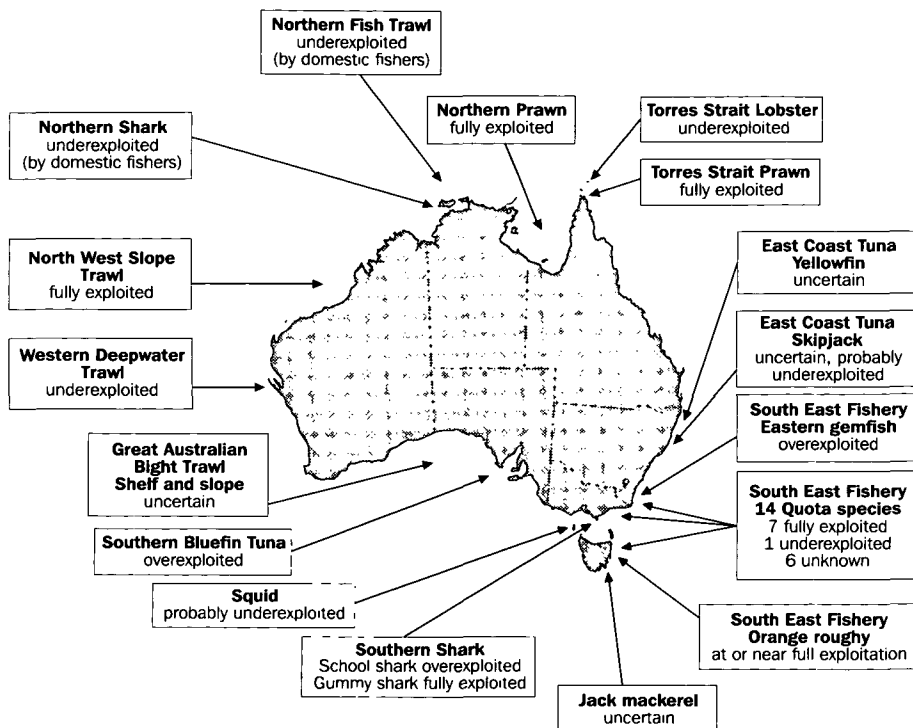 Northern Fish Trawl
underexploited
(by domestic fishers)
Northern Prawn
fully exploited
Torres Strait Lobster
underexploited
Northern Shark
underexploited
(by domestic fishers)
Torres Strait Prawn
fully exploited
North West Slope
Trawl
fully exploited
East Coast Tuna
Yellowfin
uncertain
East Coast Tuna
Skipjack
uncertain, probably
underexploited
Western Deepwater
Trawl
underexploited
South East Fishery
Eastern gemfish
overexploited
Great Australian
Bight Trawl
Shelf and slope
uncertain
South East Fishery
14 Quota species
7 fully exploited
1 underexploited
6 unknown
Southern Bluefin Tuna
overexploited
Squid
probably underexploited
Southern Shark
School shark overexploited
Gummy shark fully exploited
South East Fishery
Orange roughy
at or near full exploitation
Jack mackerel
uncertain